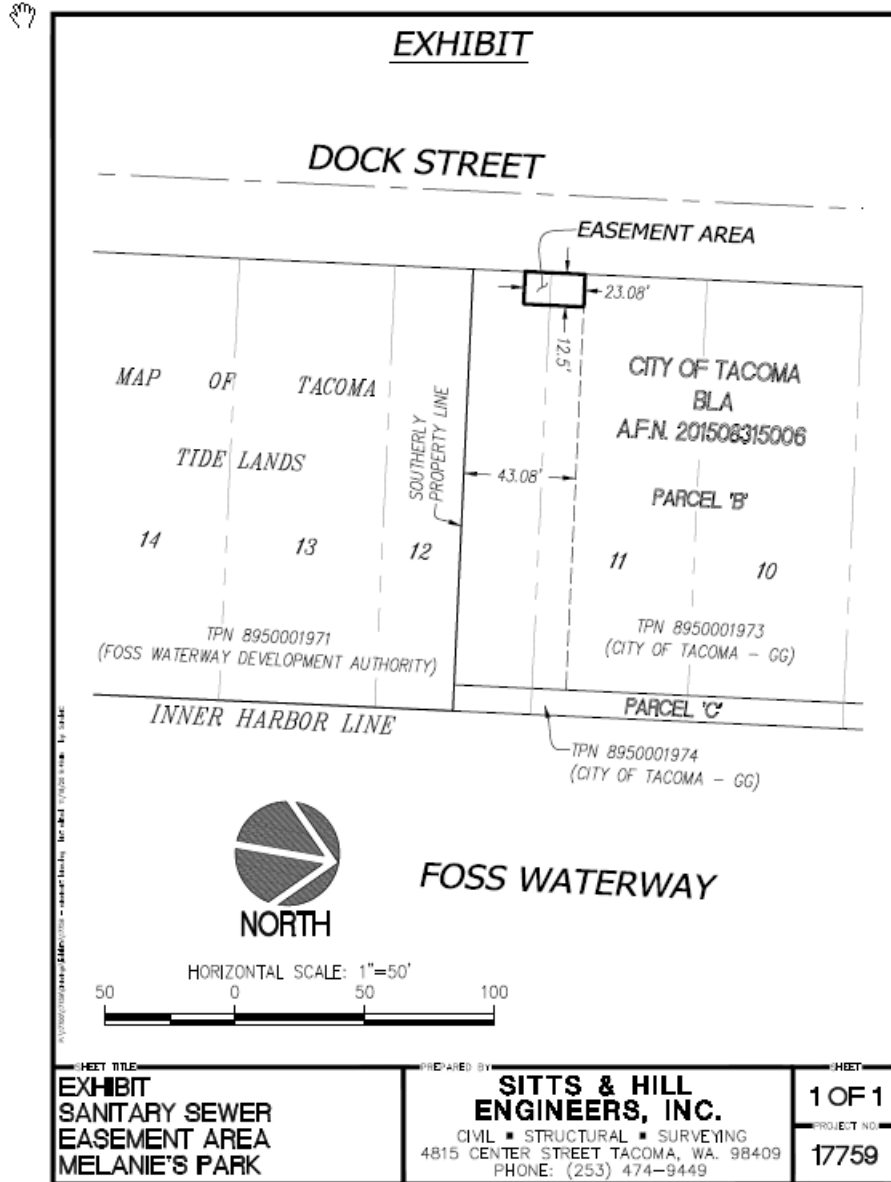 EXHIBIT
DOCK STREET
EASEMENT AREA
23.08'
12.5'
MAP OF TACOMA
TIDE LANDS
SOUTHERLY
PROPERTY LINE
43.08'
CITY OF TACOMA
BLA
A.F.N. 201508315006
PARCEL 'B'
14
13
12
11
10
TPN 8950001971
(FOSS WATERWAY DEVELOPMENT AUTHORITY)
TPN 8950001973
(CITY OF TACOMA - GG)
INNER HARBOR LINE
PARCEL 'C'
TPN 8950001974
(CITY OF TACOMA - GG)
FOSS WATERWAY
NORTH
HORIZONTAL SCALE: 1"=50'
50 0 50 100
SHEET TITLE
EXHIBIT
SANITARY SEWER
EASEMENT AREA
MELANIE'S PARK
PREPARED BY
SITTS & HILL
ENGINEERS, INC.
CIVIL ■ STRUCTURAL ■ SURVEYING
4815 CENTER STREET TACOMA, WA. 98409
PHONE: (253) 474-9449
SHEET
1 OF 1
PROJECT NO.
17759